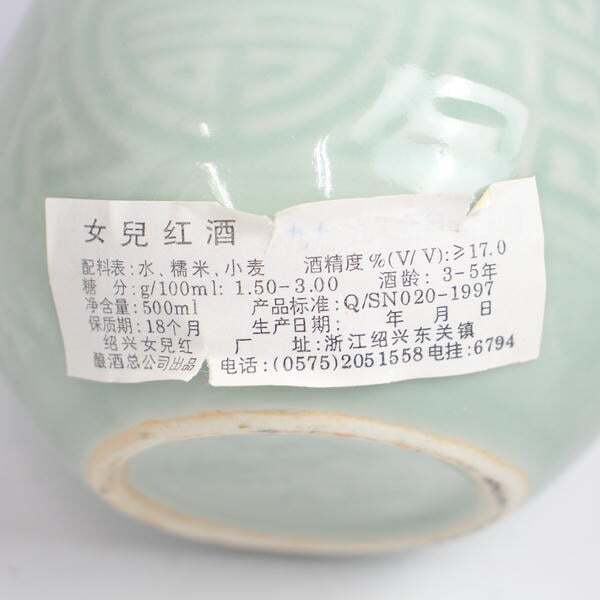 女兒红酒
配料表:水、糯米、小麦 酒精度%(V/V):≥17.0
糖 分:g/100ml: 1.50-3.00 酒龄: 3-5年
净含量:500ml 产品标准:Q/SN020-1997
保质期:18个月 生产日期: 年 月 日
绍兴女兒红 厂 址:浙江绍兴东关镇
酿酒总公司出品 电话:(0575)2051558 电挂:6794